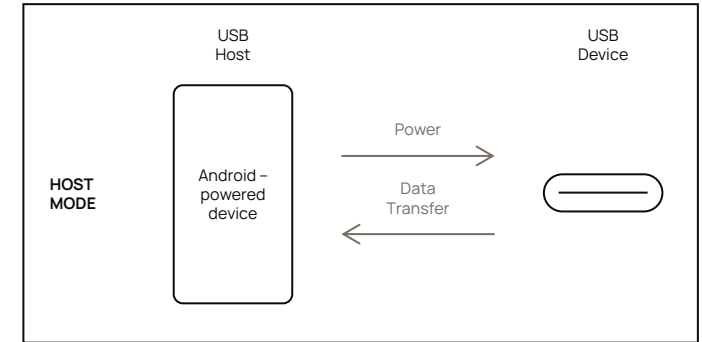 USB
Host
USB
Device
Power
HOST
MODE
Android –
powered
device
Data
Transfer